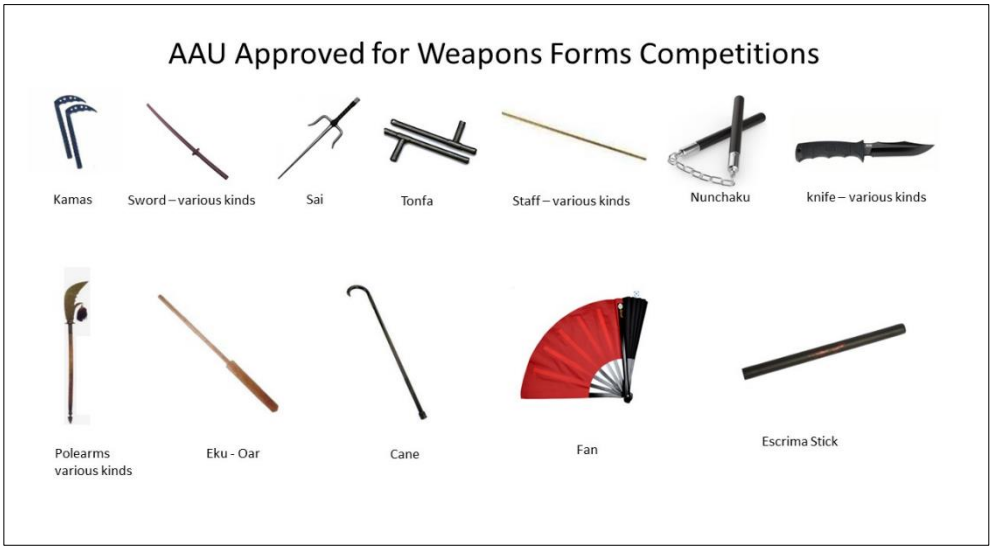 AAU Approved for Weapons Forms Competitions
Kamas
Sword – various kinds
Sai
Tonfa
Staff – various kinds
Nunchaku
knife – various kinds
Polearms
various kinds
Eku - Oar
Cane
Fan
Escrima Stick